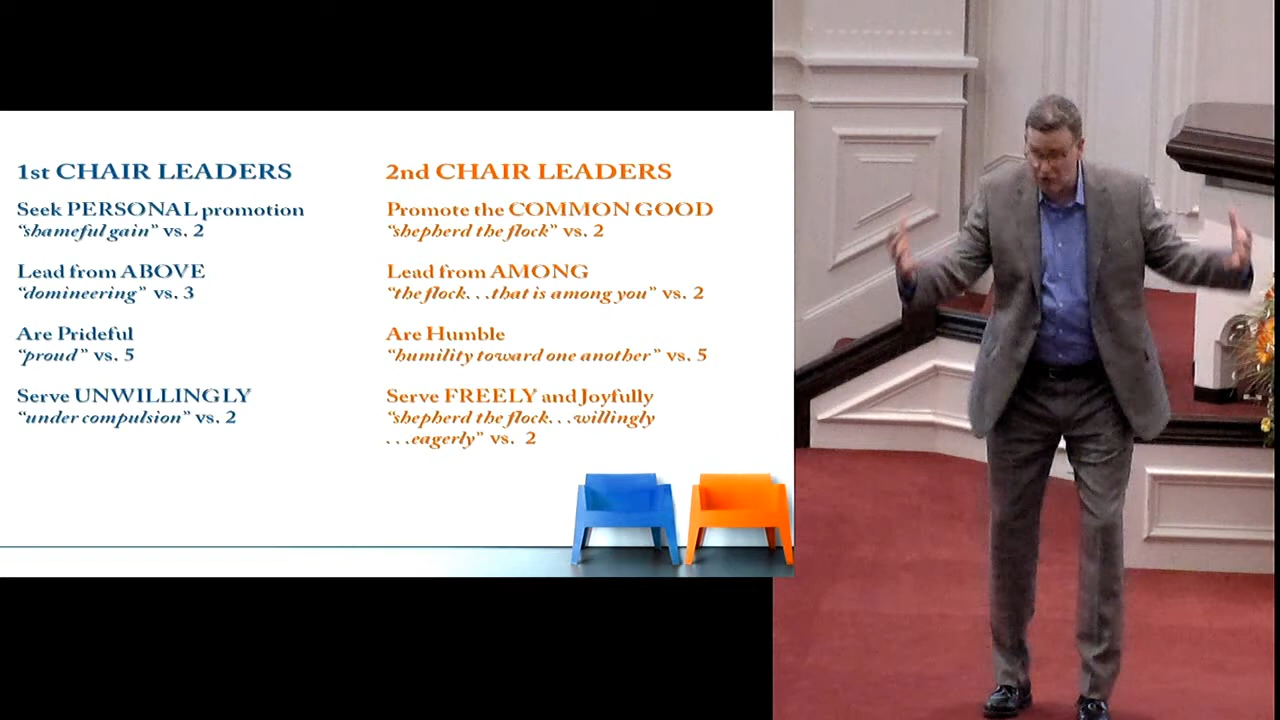 1st CHAIR LEADERS
Seek PERSONAL promotion
“shameful gain” vs. 2
Lead from ABOVE
“domineering” vs. 3
Are Prideful
“proud” vs. 5
Serve UNWILLINGLY
“under compulsion” vs. 2
2nd CHAIR LEADERS
Promote the COMMON GOOD
“shepherd the flock” vs. 2
Lead from AMONG
“the flock. . .that is among you” vs. 2
Are Humble
“humility toward one another” vs. 5
Serve FREELY and Joyfully
“shepherd the flock. . .willingly
. . .eagerly” vs. 2